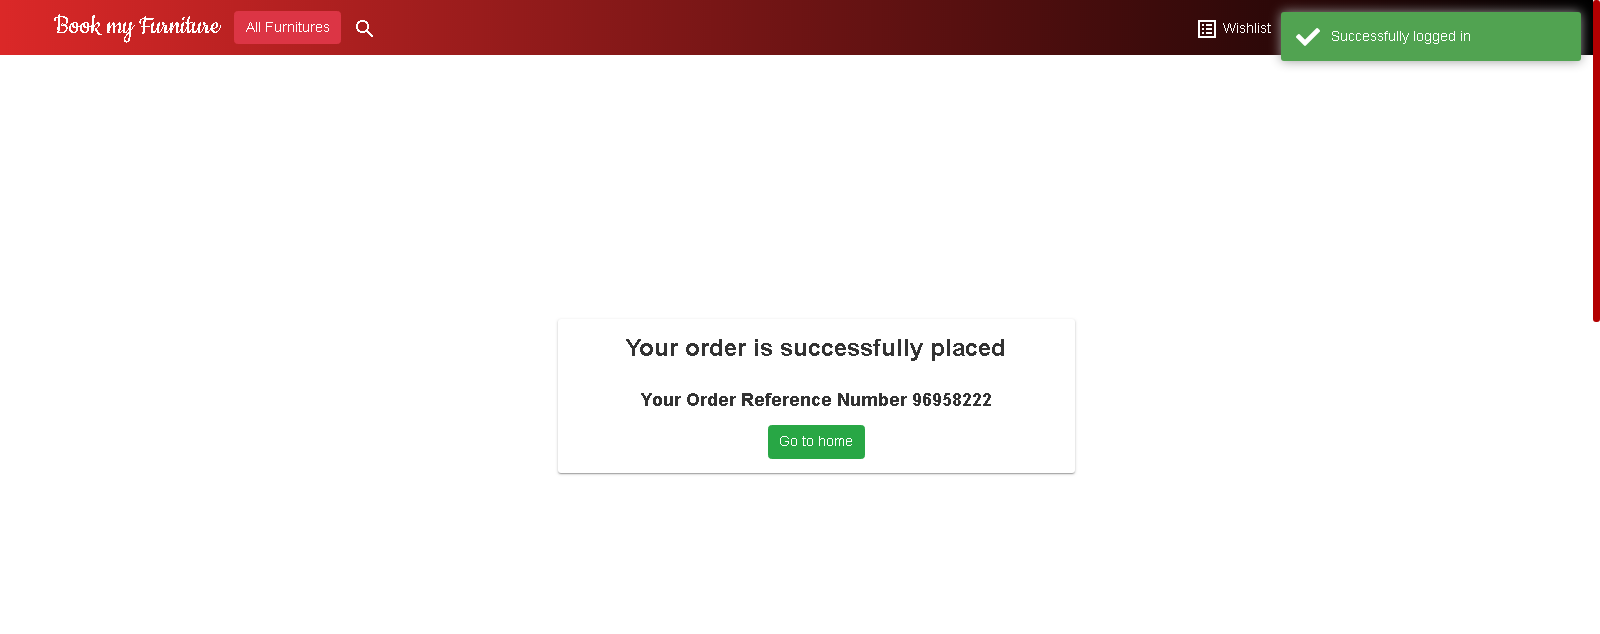 Book my Furniture
All Furnitures
Wishlist
Successfully logged in
Your order is successfully placed
Your Order Reference Number 96958222
Go to home